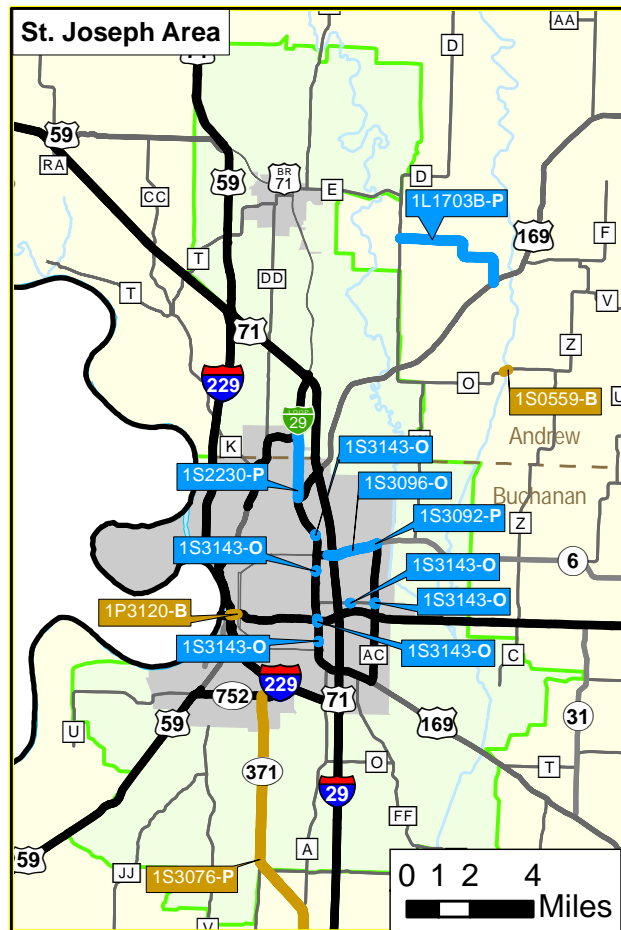 St. Joseph Area
71
AA
D
59
RA
CC
59
BR
71
E
D
1L1703B-P
169
F
T
DD
T
V
71
Z
229
O
1S0559-B
U
LOOP
29
Andrew
K
1S3143-O
1S2230-P
1S3096-O
Buchanan
1S3092-P
Z
1S3143-O
6
1S3143-O
1P3120-B
1S3143-O
1S3143-O
1S3143-O
AC
C
229
752
71
59
169
31
U
371
O
T
29
FF
59
A
JJ
1S3076-P
V
0 1 2 4
Miles